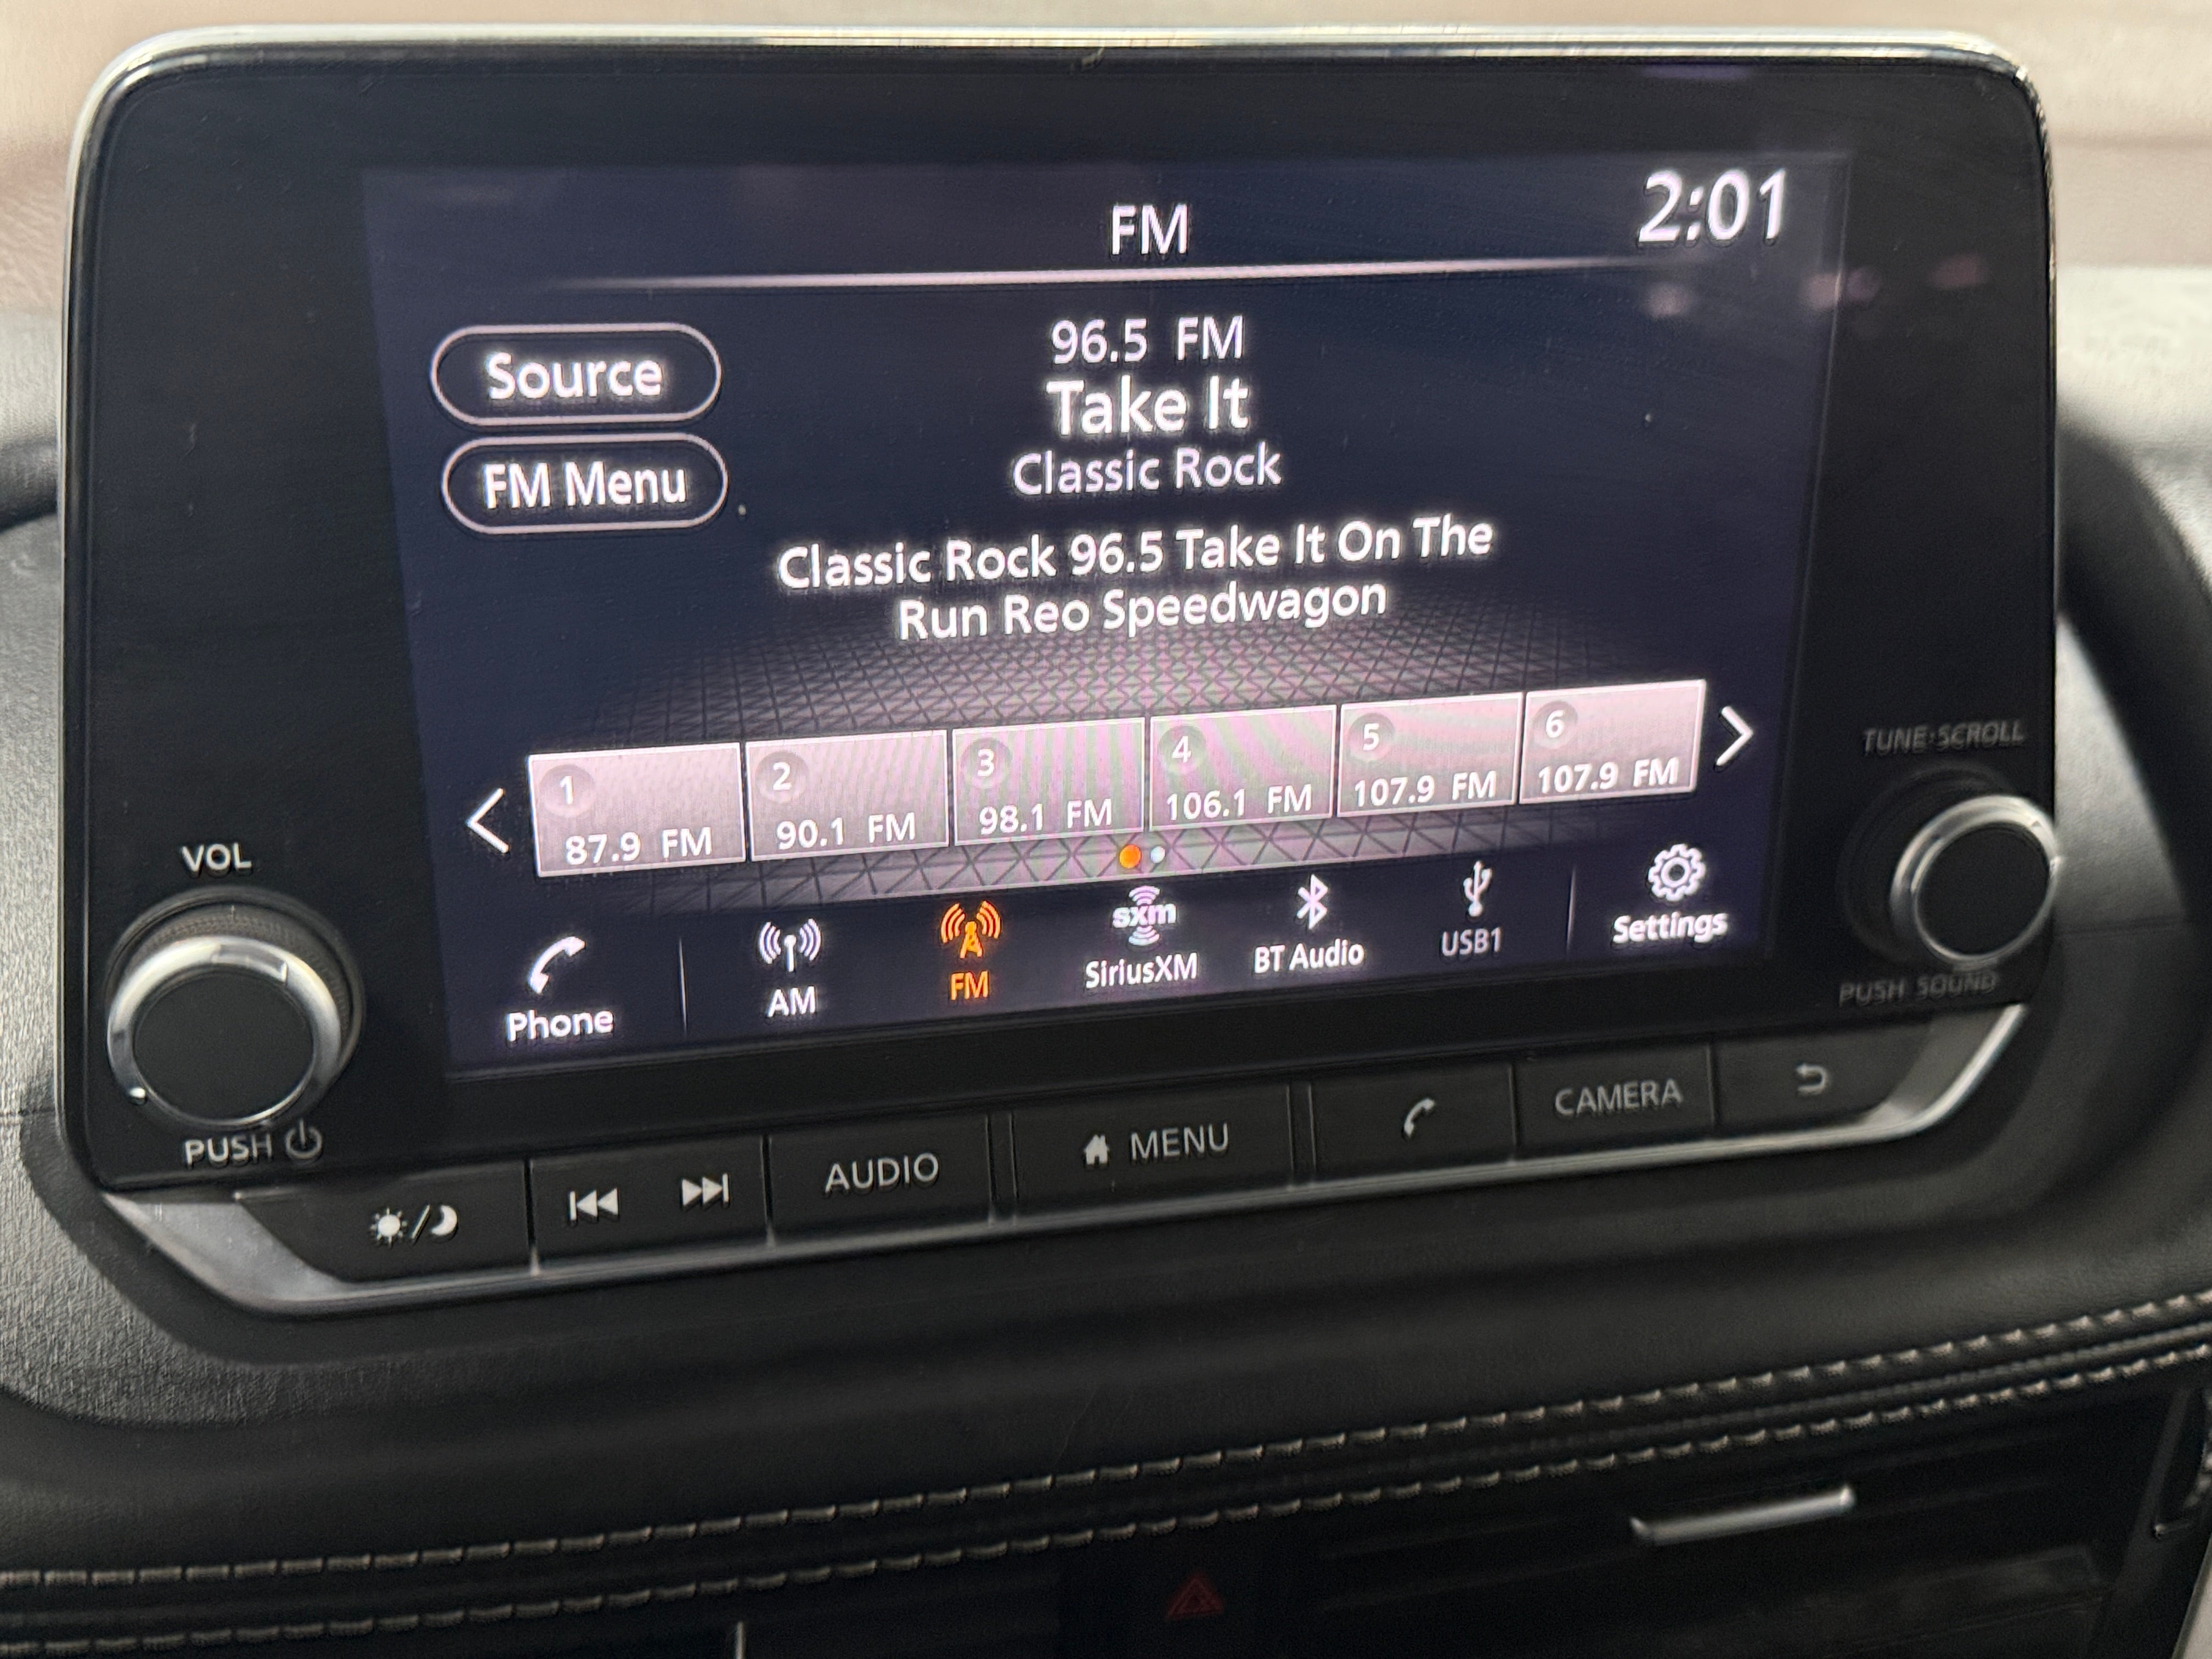 FM
2:01
96.5 FM
Source
Take It
Classic Rock
FM Menu
Classic Rock 96.5 Take It On The
Run Reo Speedwagon
1
87.9 FM
2
90.1 FM
3
98.1 FM
4
106.1 FM
5
107.9 FM
6
107.9 FM
Phone
AM
FM
sxm
SiriusXM
BT Audio
USB1
Settings
VOL
PUSH
TUNE·SCROLL
PUSH SOUND
AUDIO
MENU
CAMERA